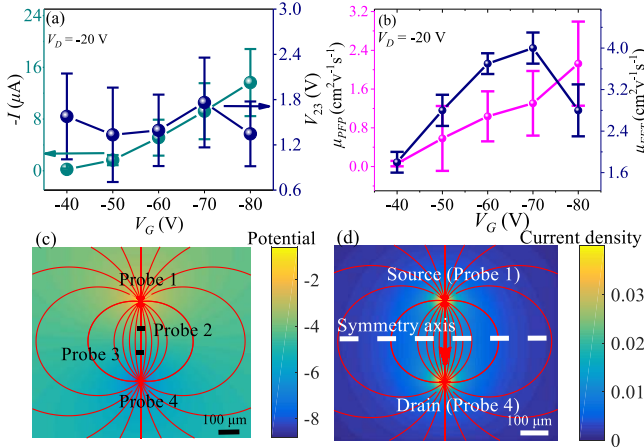 (a)
V_D = -20 V
-I (μA)
24
16
8
0
V_23 (V)
3.0
2.4
1.8
1.2
0.6
-40 -50 -60 -70 -80
V_G (V)
(b)
V_D = -20 V
μ_PFP (cm²v⁻¹s⁻¹)
3.2
2.4
1.6
0.8
0.0
4.0
3.2
2.4
1.6
-40 -50 -60 -70 -80
V_G (V)
(c)
Potential
Probe 1
Probe 2
Probe 3
Probe 4
100 μm
-2
-4
-6
-8
(d)
Current density
Source (Probe 1)
Symmetry axis
Drain (Probe 4)
100 μm
0.03
0.02
0.01
0